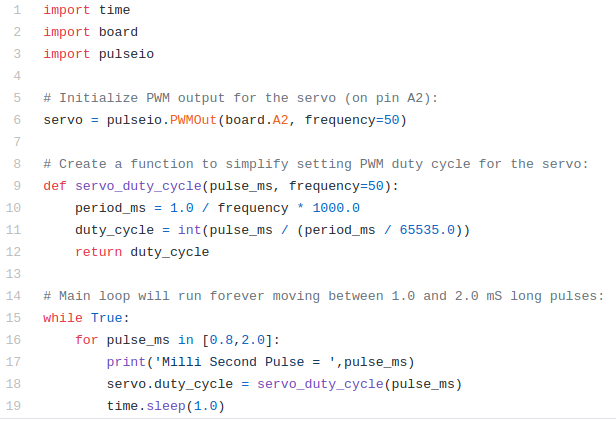 1 import time
2 import board
3 import pulseio
4
5 # Initialize PWM output for the servo (on pin A2):
6 servo = pulseio.PWMOut(board.A2, frequency=50)
7
8 # Create a function to simplify setting PWM duty cycle for the servo:
9 def servo_duty_cycle(pulse_ms, frequency=50):
10     period_ms = 1.0 / frequency * 1000.0
11     duty_cycle = int(pulse_ms / (period_ms / 65535.0))
12     return duty_cycle
13
14 # Main loop will run forever moving between 1.0 and 2.0 mS long pulses:
15 while True:
16     for pulse_ms in [0.8,2.0]:
17         print('Milli Second Pulse = ',pulse_ms)
18         servo.duty_cycle = servo_duty_cycle(pulse_ms)
19         time.sleep(1.0)